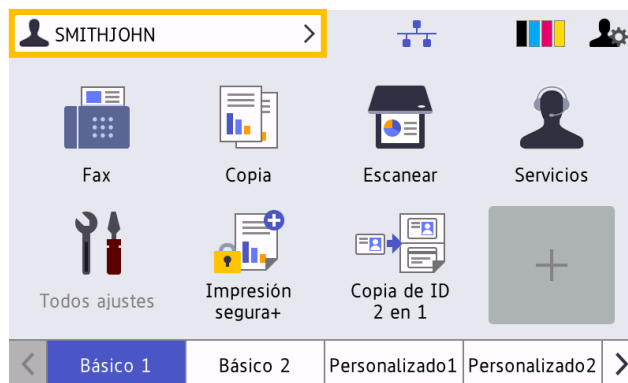 SMITHJOHN
Fax
Copia
Escanear
Servicios
Todos ajustes
Impresión
segura+
Copia de ID
2 en 1
Básico 1
Básico 2
Personalizado1
Personalizado2